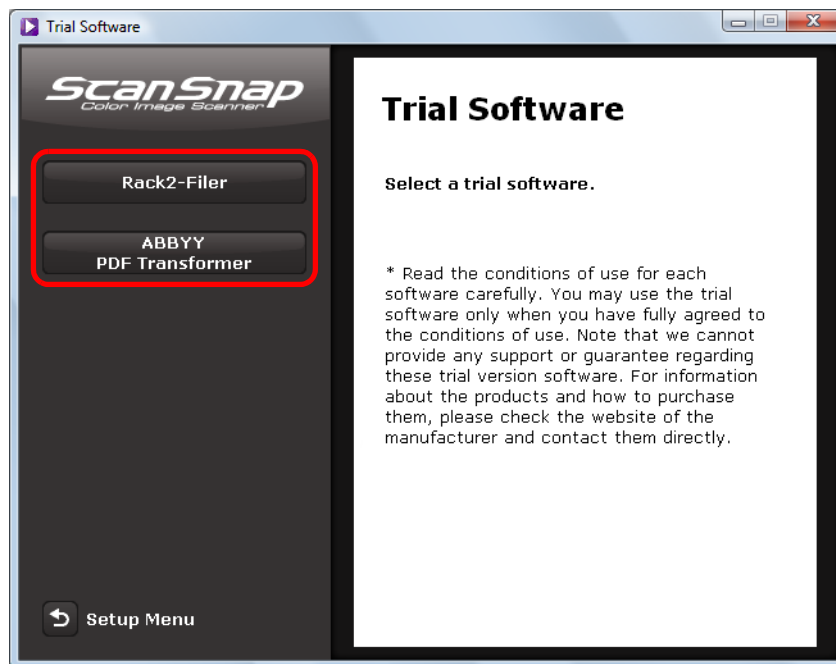 Trial Software
ScanSnap
Color Image Scanner
Rack2-Filer
ABBYY
PDF Transformer
Setup Menu
Trial Software
Select a trial software.
* Read the conditions of use for each
software carefully. You may use the trial
software only when you have fully agreed to
the conditions of use. Note that we cannot
provide any support or guarantee regarding
these trial version software. For information
about the products and how to purchase
them, please check the website of the
manufacturer and contact them directly.